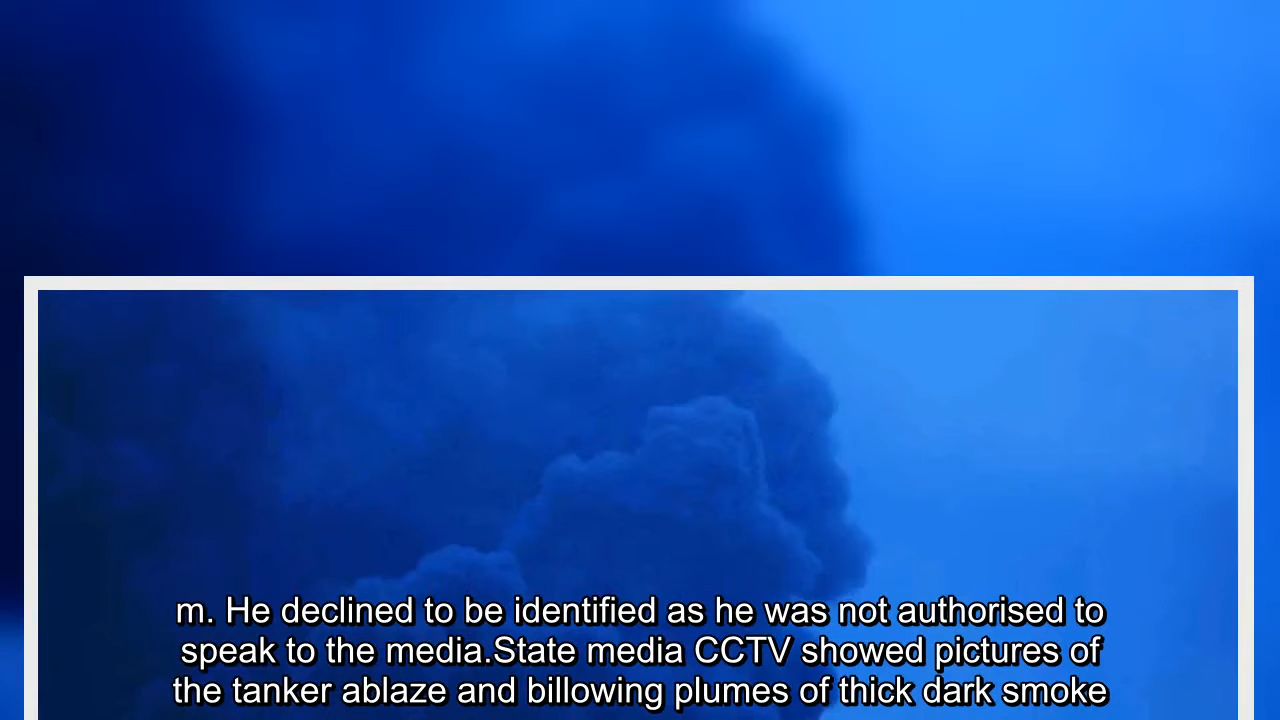 m. He declined to be identified as he was not authorised to
speak to the media.State media CCTV showed pictures of
the tanker ablaze and billowing plumes of thick dark smoke